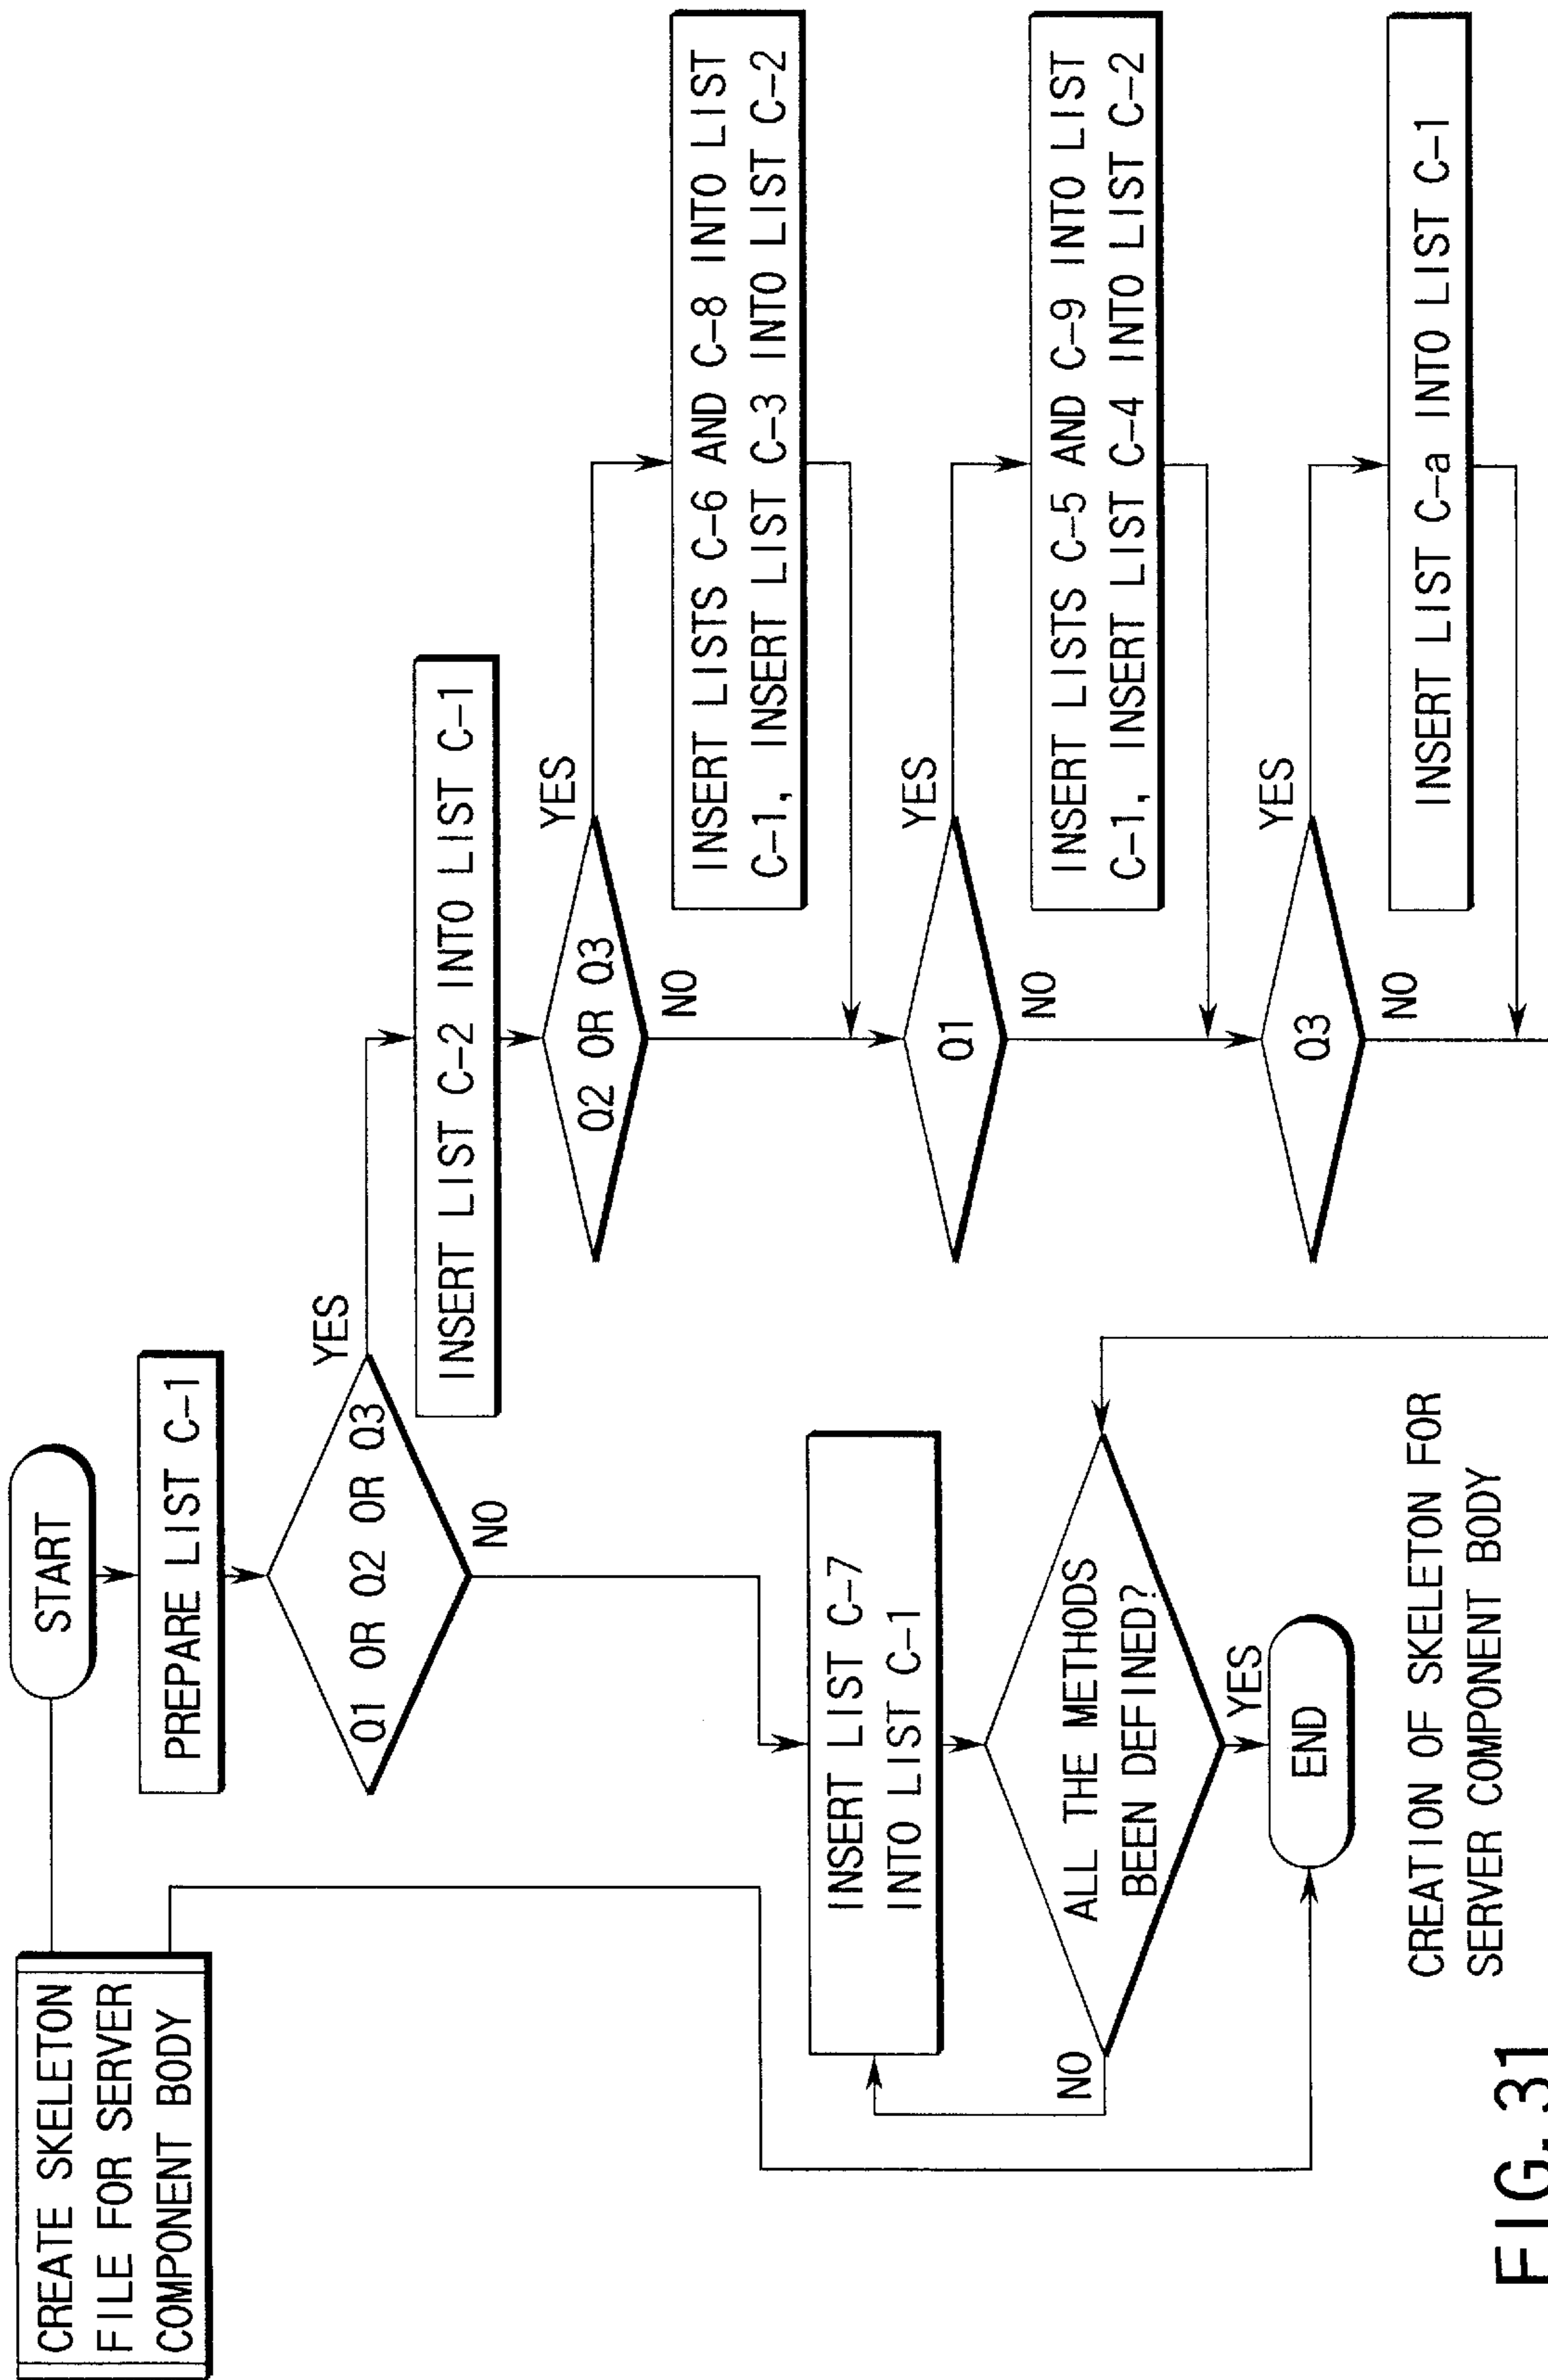 CREATE SKELETON
FILE FOR SERVER
COMPONENT BODY
START
PREPARE LIST C-1
Q1 OR Q2 OR Q3
YES
NO
INSERT LIST C-2 INTO LIST C-1
Q2 OR Q3
YES
NO
INSERT LISTS C-6 AND C-8 INTO LIST
C-1, INSERT LIST C-3 INTO LIST C-2
Q1
YES
NO
INSERT LISTS C-5 AND C-9 INTO LIST
C-1, INSERT LIST C-4 INTO LIST C-2
Q3
YES
NO
INSERT LIST C-a INTO LIST C-1
INSERT LIST C-7
INTO LIST C-1
ALL THE METHODS
BEEN DEFINED?
NO
YES
END
CREATION OF SKELETON FOR
SERVER COMPONENT BODY
FIG. 31